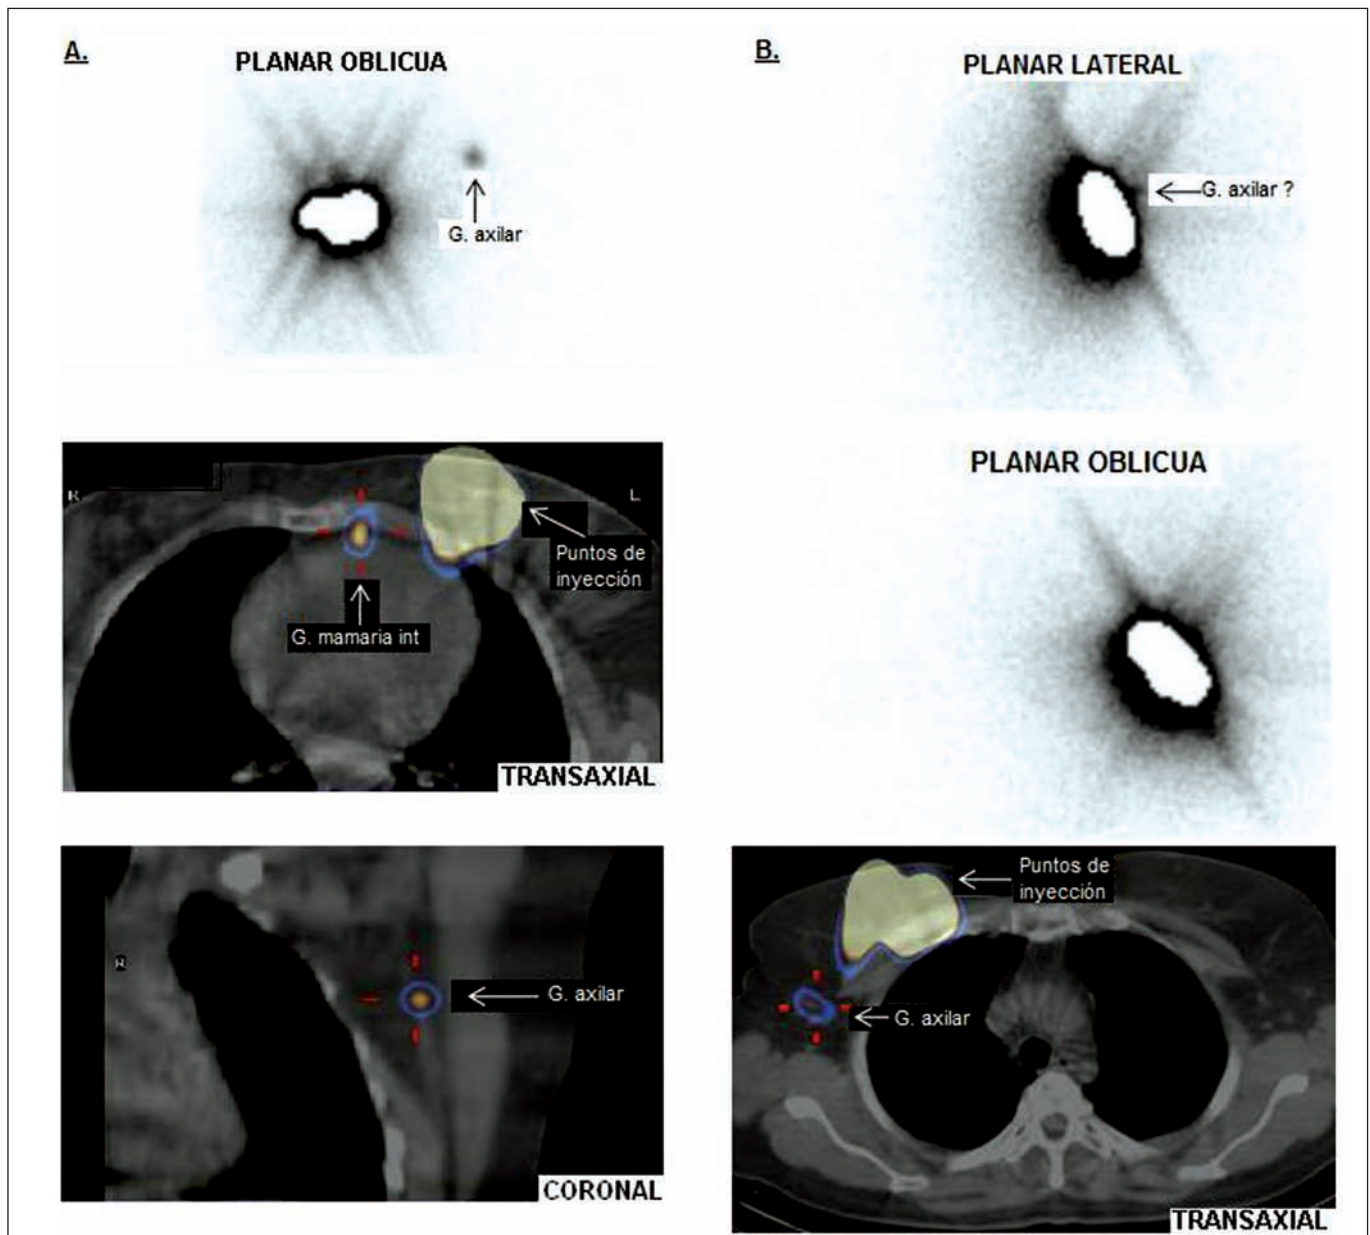 A.
PLANAR OBLICUA
G. axilar
R
L
Puntos de
inyección
G. mamaria int
TRANSAXIAL
R
G. axilar
CORONAL
B.
PLANAR LATERAL
G. axilar ?
PLANAR OBLICUA
Puntos de
inyección
G. axilar
TRANSAXIAL